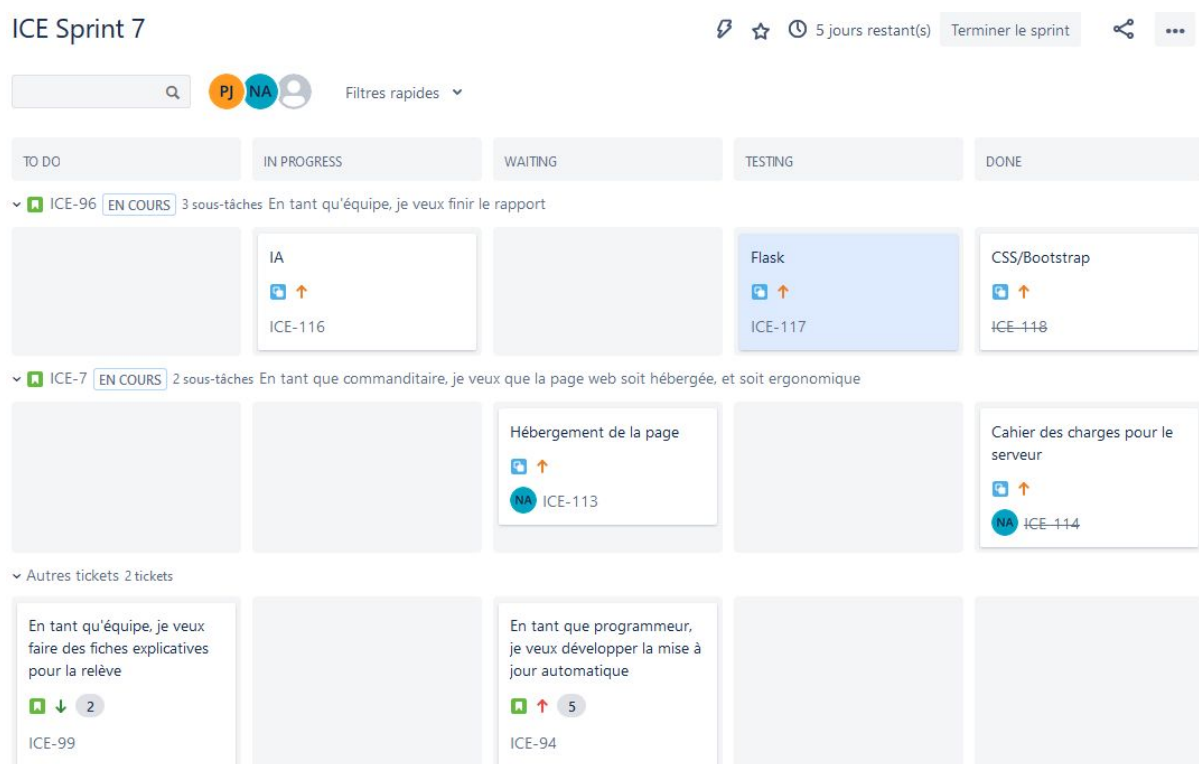 ICE Sprint 7
5 jours restant(s)
Terminer le sprint
PJ
NA
Filtres rapides
TO DO
IN PROGRESS
WAITING
TESTING
DONE
ICE-96 EN COURS 3 sous-tâches En tant qu'équipe, je veux finir le rapport
IA
ICE-116
Flask
ICE-117
CSS/Bootstrap
ICE-118
ICE-7 EN COURS 2 sous-tâches En tant que commanditaire, je veux que la page web soit hébergée, et soit ergonomique
Hébergement de la page
NA ICE-113
Cahier des charges pour le
serveur
NA ICE-114
Autres tickets 2 tickets
En tant qu'équipe, je veux
faire des fiches explicatives
pour la relève
2
ICE-99
En tant que programmeur,
je veux développer la mise à
jour automatique
5
ICE-94